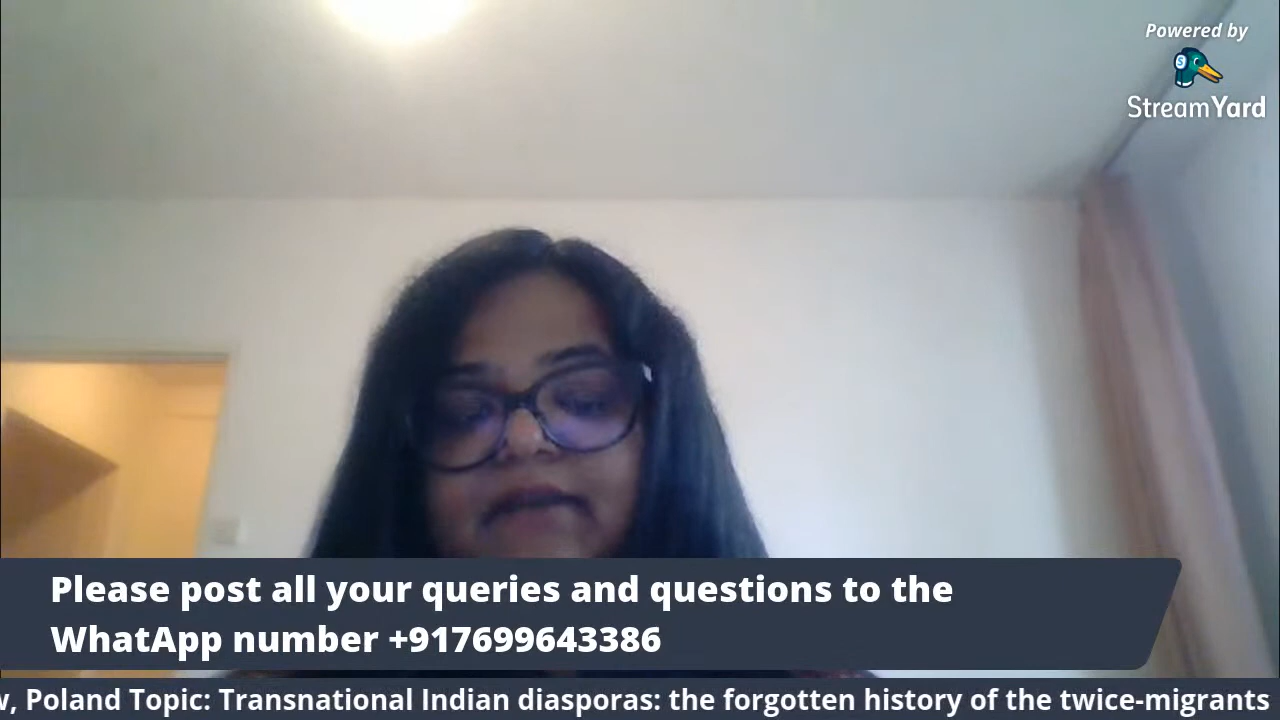 Powered by
StreamYard
Please post all your queries and questions to the
WhatApp number +917699643386
, Poland Topic: Transnational Indian diasporas: the forgotten history of the twice-migrants